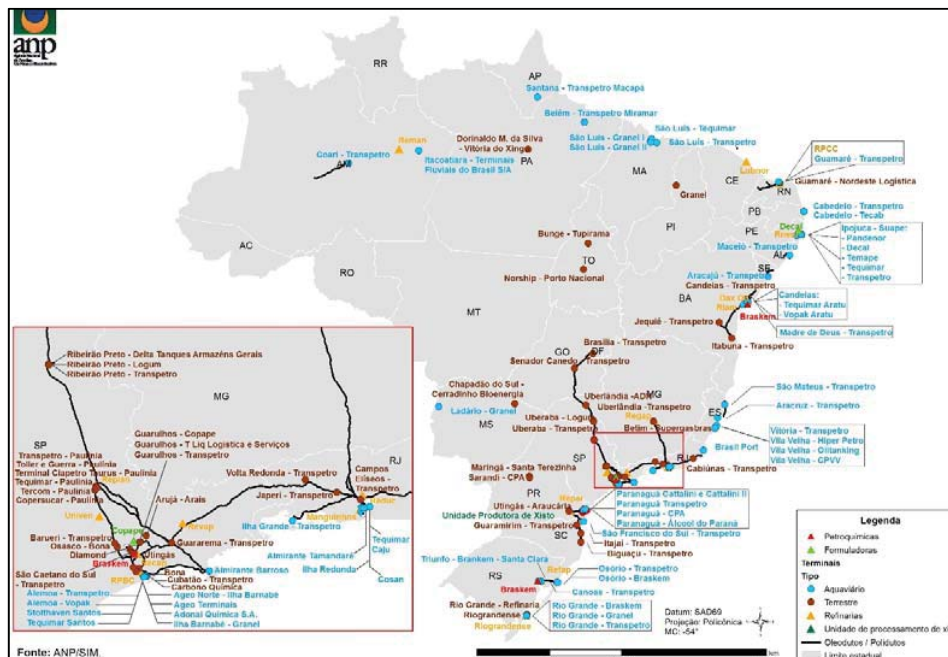 anp
RR
AP
Santana - Transpetro Macapá
Belém - Transpetro Miramar
São Luis - Tequimar
São Luís - Granel I
São Luís - Granel II
São Luís - Transpetro
Reman
Dorinaldo M. da Silva
- Vitória do Xingu
PA
Coari - Transpetro
AM
Itacoatiara - Terminais
Fluviais do Brasil S/A
MA
CE
Lubnor
RPCC
Guamaré - Transpetro
RN
Guamaré - Nordeste Logística
Granel
PB
Cabedelo - Transpetro
Cabedelo - Tecab
PI
PE
Decal
Ipojuca - Suape:
- Pandenor
- Decal
- Temape
- Tequimar
- Transpetro
AC
RO
Bunge - Tupirama
TO
Norship - Porto Nacional
Maceió - Transpetro
AL
SE
Aracajú - Transpetro
Candeias - Transpetro
BA
Braskem
Candeias:
- Tequimar Aratu
- Vopak Aratu
Madre de Deus - Transpetro
MT
Jequié - Transpetro
Itabuna - Transpetro
GO
DF
Brasília - Transpetro
Senador Canedo - Transpetro
MG
Chapadão do Sul -
Cerradinho Bioenergia
Ladário - Granel
MS
Uberlândia - ADM
Uberlândia - Transpetro
Uberaba - Logum
Uberaba - Transpetro
Regap
Betim - Supergasbras
São Mateus - Transpetro
ES
Aracruz - Transpetro
Vitória - Transpetro
Vila Velha - Hiper Petro
Vila Velha - Oiltanking
Vila Velha - CPVV
SP
RJ
Brasil Port
Cabiúnas - Transpetro
Maringá - Santa Terezinha
Sarandi - CPA
PR
Repar
Unidade Produtora de Xisto
Utingás - Araucária
Guaramirim - Transpetro
Paranaguá Cattalini e Cattalini II
Paranaguá Transpetro
Paranaguá - CPA
Paranaguá - Álcool do Paraná
São Francisco do Sul - Transpetro
SC
Itajaí - Transpetro
Biguaçu - Transpetro
Triunfo - Braskem - Santa Clara
RS
Refap
Braskem
Osório - Transpetro
Osório - Braskem
Canoas - Transpetro
Rio Grande - Refinaria
Riograndense
Riograndense
Rio Grande - Braskem
Rio Grande - Granel
Rio Grande - Transpetro
Datum: SAD69
Projeção: Policônica
MC: -54°
km
Ribeirão Preto - Delta Tanques Armazéns Gerais
Ribeirão Preto - Logum
Ribeirão Preto - Transpetro
MG
SP
Guarulhos - Copape
Guarulhos - T Liq Logística e Serviços
Guarulhos - Transpetro
Transpetro - Paulínia
Toller e Guerra - Paulínia
Terminal Ciapetro Taurus - Paulínia
Tequimar - Paulínia
Replan
Tercom - Paulínia
Copersucar - Paulínia
Arujá - Arais
Volta Redonda - Transpetro
Japeri - Transpetro
Campos
Elíseos -
Transpetro
RJ
Univen
Revap
Manguinhos
Copape
Ilha Grande - Transpetro
Tequimar
Caju
Barueri - Transpetro
Osasco - Bona
Diamond
Utingás
Guararema - Transpetro
Almirante Tamandaré
Ilha Redonda
Cosan
Braskem
Recap
São Caetano do Sul
- Transpetro
RPBC
Bona
Cubatão - Transpetro
Carbono Química
Almirante Barroso
Alemoa - Transpetro
Alemoa - Vopak
Stolthaven Santos
Tequimar Santos
Ageo Norte - Ilha Barnabé
Ageo Terminais
Adonai Química S.A.
Ilha Barnabé - Granel
Legenda
Petroquímicas
Formuladoras
Terminais
Tipo
Aquaviário
Terrestre
Refinarias
Unidade de processamento de xi
Oleodutos / Polidutos
Limite estadual
Fonte: ANP/SIM.